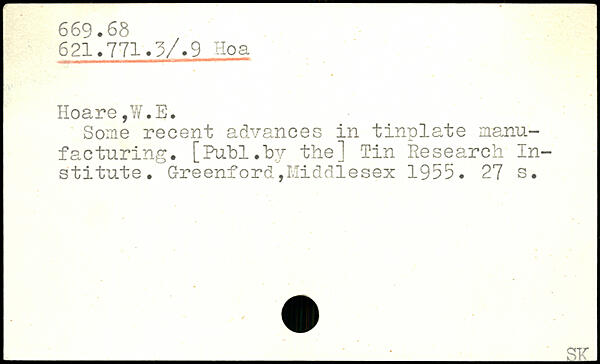 669.68
621.771.3/.9 Hoa
Hoare,W.E.
Some recent advances in tinplate manu-
facturing. [Publ.by the] Tin Research In-
stitute. Greenford,Middlesex 1955. 27 s.
SK